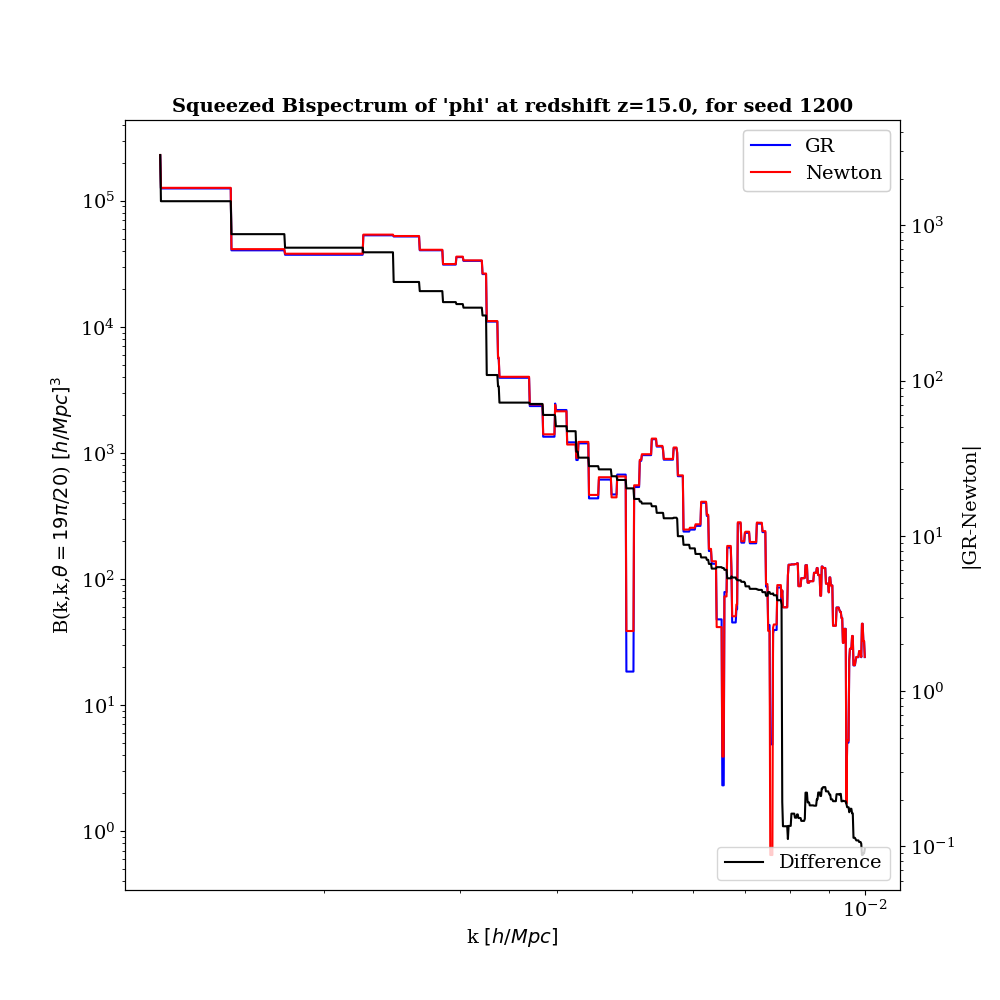 Squeezed Bispectrum of 'phi' at redshift z=15.0, for seed 1200
GR
Newton
10^5
10^4
10^3
10^2
10^1
10^0
B(k,k,θ = 19π/20) [h/Mpc]^3
10^3
10^2
10^1
10^0
10^−1
|GR-Newton|
Difference
10^−2
k [h/Mpc]